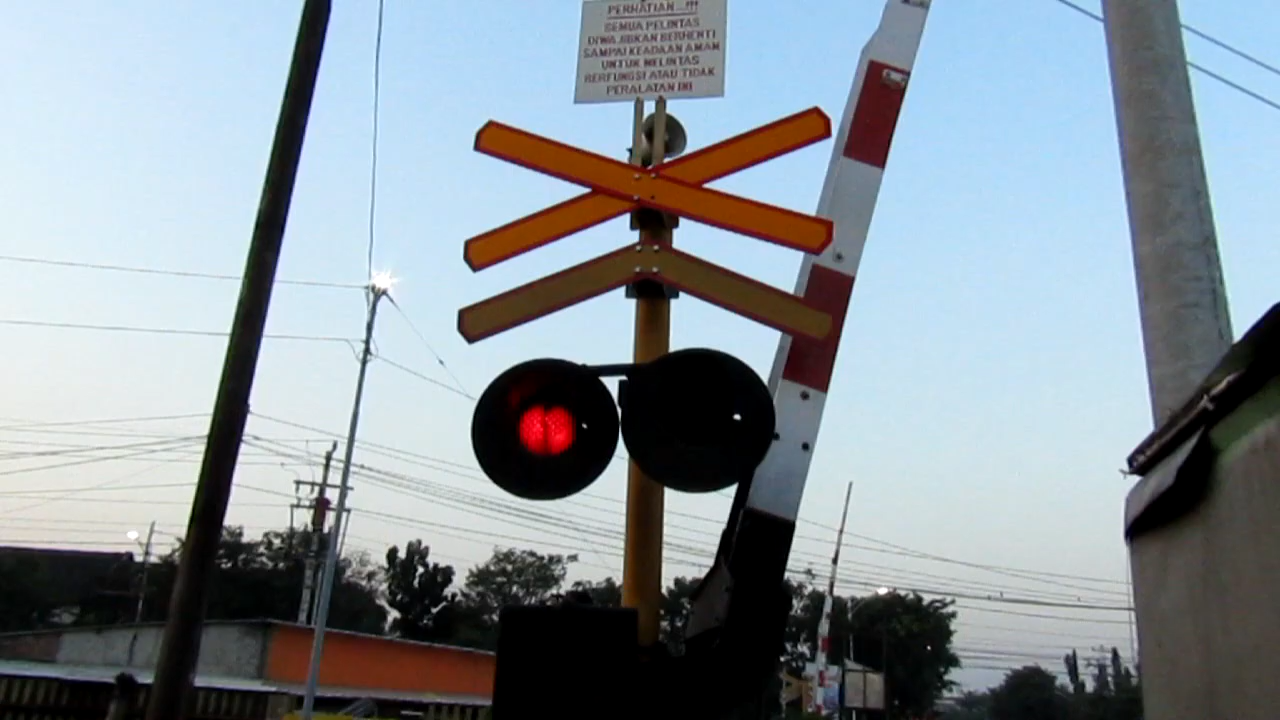 PERHATIAN...!!!
SEMUA PELINTAS
DIWAJIBKAN BERHENTI
SAMPAI KEADAAN AMAN
UNTUK MELINTAS
BERFUNGSI ATAU TIDAK
PERALATAN INI